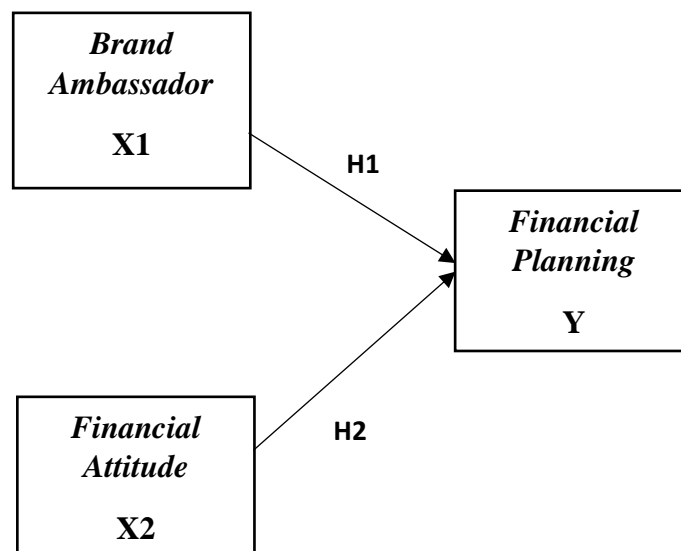 Brand
Ambassador
X1
H1
Financial
Planning
Y
H2
Financial
Attitude
X2